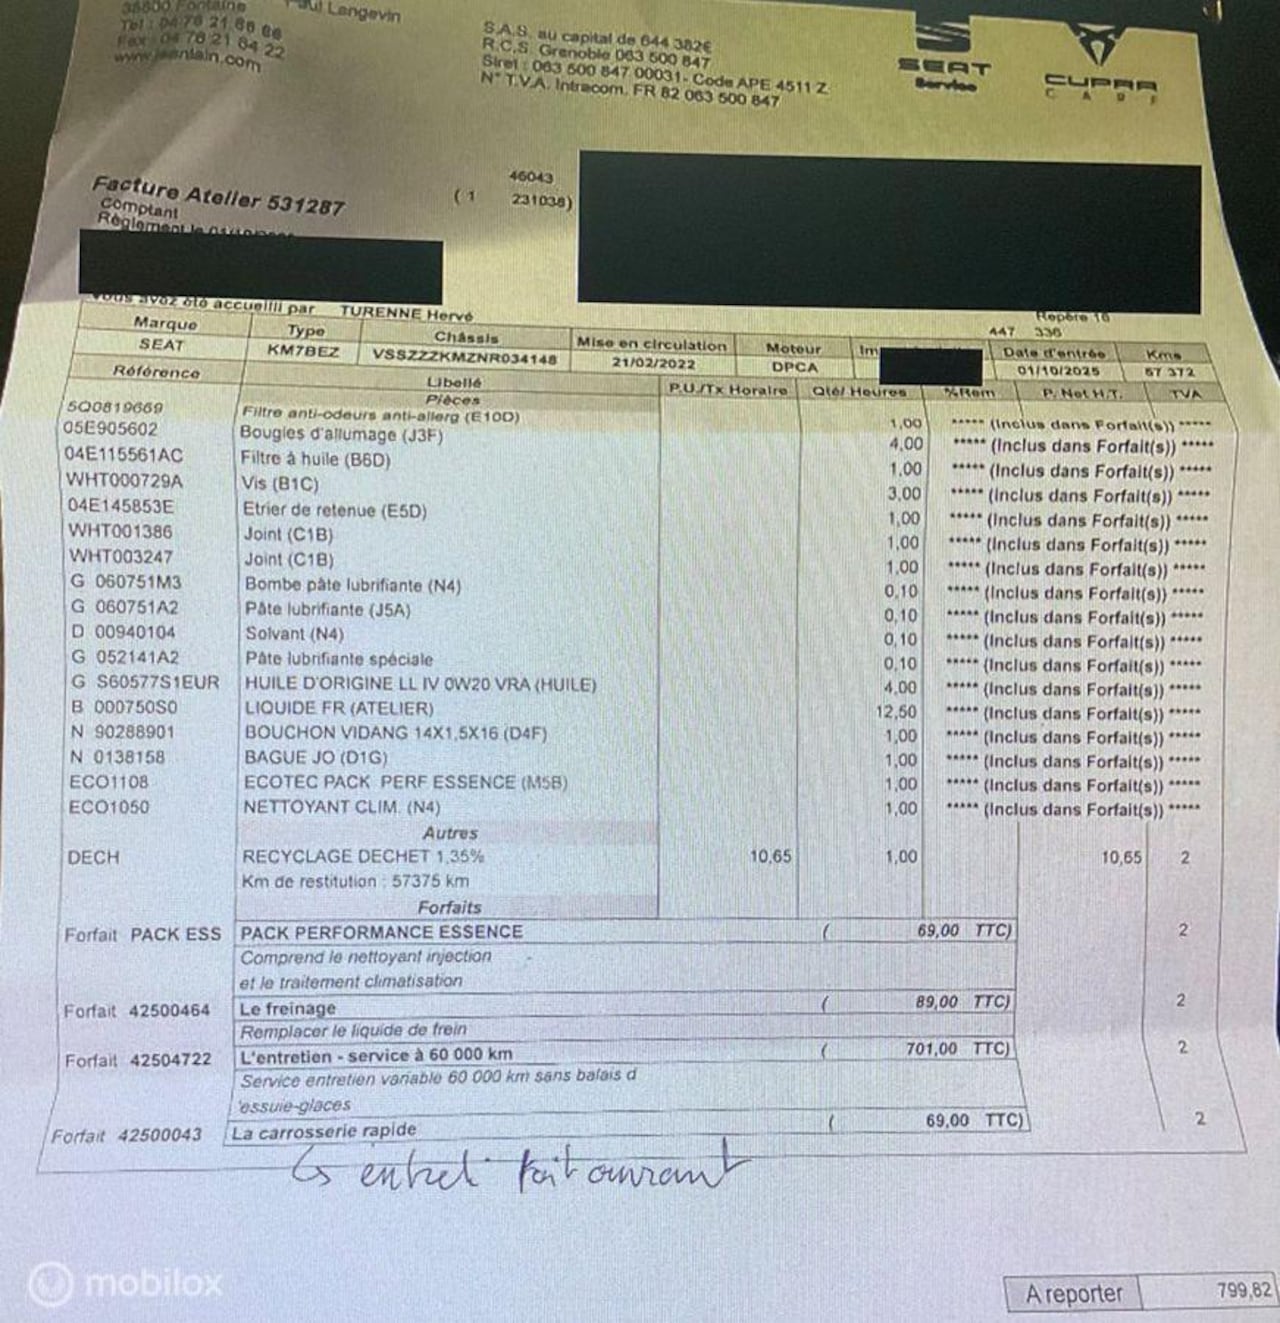 38600 Fontaine
Paul Langevin
Tel : 04 76 21 66 66
Fax : 04 76 21 64 22
www.jeanlain.com
S.A.S. au capital de 644 382€
R.C.S. Grenoble 063 500 847
Siret : 063 500 847 00031- Code APE 4511 Z
N° T.V.A. Intracom. FR 82 063 500 847
SEAT
Service
CUPRA
46043
Facture Atelier 531287 ( 1 231038)
Comptant
Règlement le
Vous avez été accueilli par TURENNE Hervé
Repère 16
447 336
Marque Type Châssis Mise en circulation Moteur Date d'entrée Kms
SEAT KM7BEZ VSSZZZKMZNR034148 21/02/2022 DPCA 01/10/2025 57 372
Référence Libellé P.U./Tx Horaire Qté/ Heures %Rem P. Net H.T. TVA
Pièces
5Q0819669 Filtre anti-odeurs anti-allerg (E10D) 1,00 ***** (Inclus dans Forfait(s)) *****
05E905602 Bougies d'allumage (J3F) 4,00 ***** (Inclus dans Forfait(s)) *****
04E115561AC Filtre à huile (B6D) 1,00 ***** (Inclus dans Forfait(s)) *****
WHT000729A Vis (B1C) 3,00 ***** (Inclus dans Forfait(s)) *****
04E145853E Etrier de retenue (E5D) 1,00 ***** (Inclus dans Forfait(s)) *****
WHT001386 Joint (C1B) 1,00 ***** (Inclus dans Forfait(s)) *****
WHT003247 Joint (C1B) 1,00 ***** (Inclus dans Forfait(s)) *****
G 060751M3 Bombe pâte lubrifiante (N4) 0,10 ***** (Inclus dans Forfait(s)) *****
G 060751A2 Pâte lubrifiante (J5A) 0,10 ***** (Inclus dans Forfait(s)) *****
D 00940104 Solvant (N4) 0,10 ***** (Inclus dans Forfait(s)) *****
G 052141A2 Pâte lubrifiante spéciale 0,10 ***** (Inclus dans Forfait(s)) *****
G S60577S1EUR HUILE D'ORIGINE LL IV 0W20 VRA (HUILE) 4,00 ***** (Inclus dans Forfait(s)) *****
B 000750S0 LIQUIDE FR (ATELIER) 12,50 ***** (Inclus dans Forfait(s)) *****
N 90288901 BOUCHON VIDANG 14X1,5X16 (D4F) 1,00 ***** (Inclus dans Forfait(s)) *****
N 0138158 BAGUE JO (D1G) 1,00 ***** (Inclus dans Forfait(s)) *****
ECO1108 ECOTEC PACK PERF ESSENCE (M5B) 1,00 ***** (Inclus dans Forfait(s)) *****
ECO1050 NETTOYANT CLIM. (N4) 1,00 ***** (Inclus dans Forfait(s)) *****
Autres
DECH RECYCLAGE DECHET 1,35% 10,65 1,00 10,65 2
Km de restitution : 57375 km
Forfaits
Forfait PACK ESS PACK PERFORMANCE ESSENCE ( 69,00 TTC) 2
Comprend le nettoyant injection
et le traitement climatisation
Forfait 42500464 Le freinage ( 89,00 TTC) 2
Remplacer le liquide de frein
Forfait 42504722 L'entretien - service à 60 000 km ( 701,00 TTC) 2
Service entretien variable 60 000 km sans balais d
'essuie-glaces
Forfait 42500043 La carrosserie rapide ( 69,00 TTC) 2
toit ouvrant
mobilox
A reporter 799,82